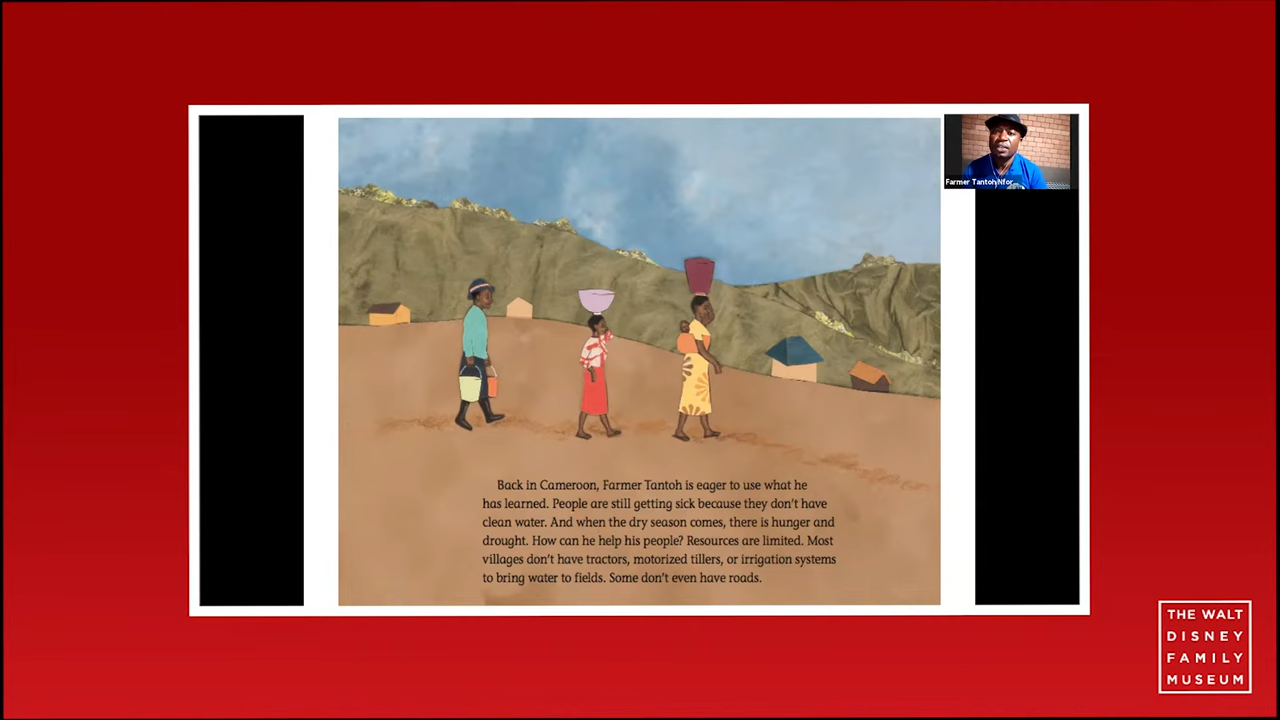 Farmer Tantoh Nfor...
Back in Cameroon, Farmer Tantoh is eager to use what he
has learned. People are still getting sick because they don't have
clean water. And when the dry season comes, there is hunger and
drought. How can he help his people? Resources are limited. Most
villages don't have tractors, motorized tillers, or irrigation systems
to bring water to fields. Some don't even have roads.
THE WALT
DISNEY
FAMILY
MUSEUM